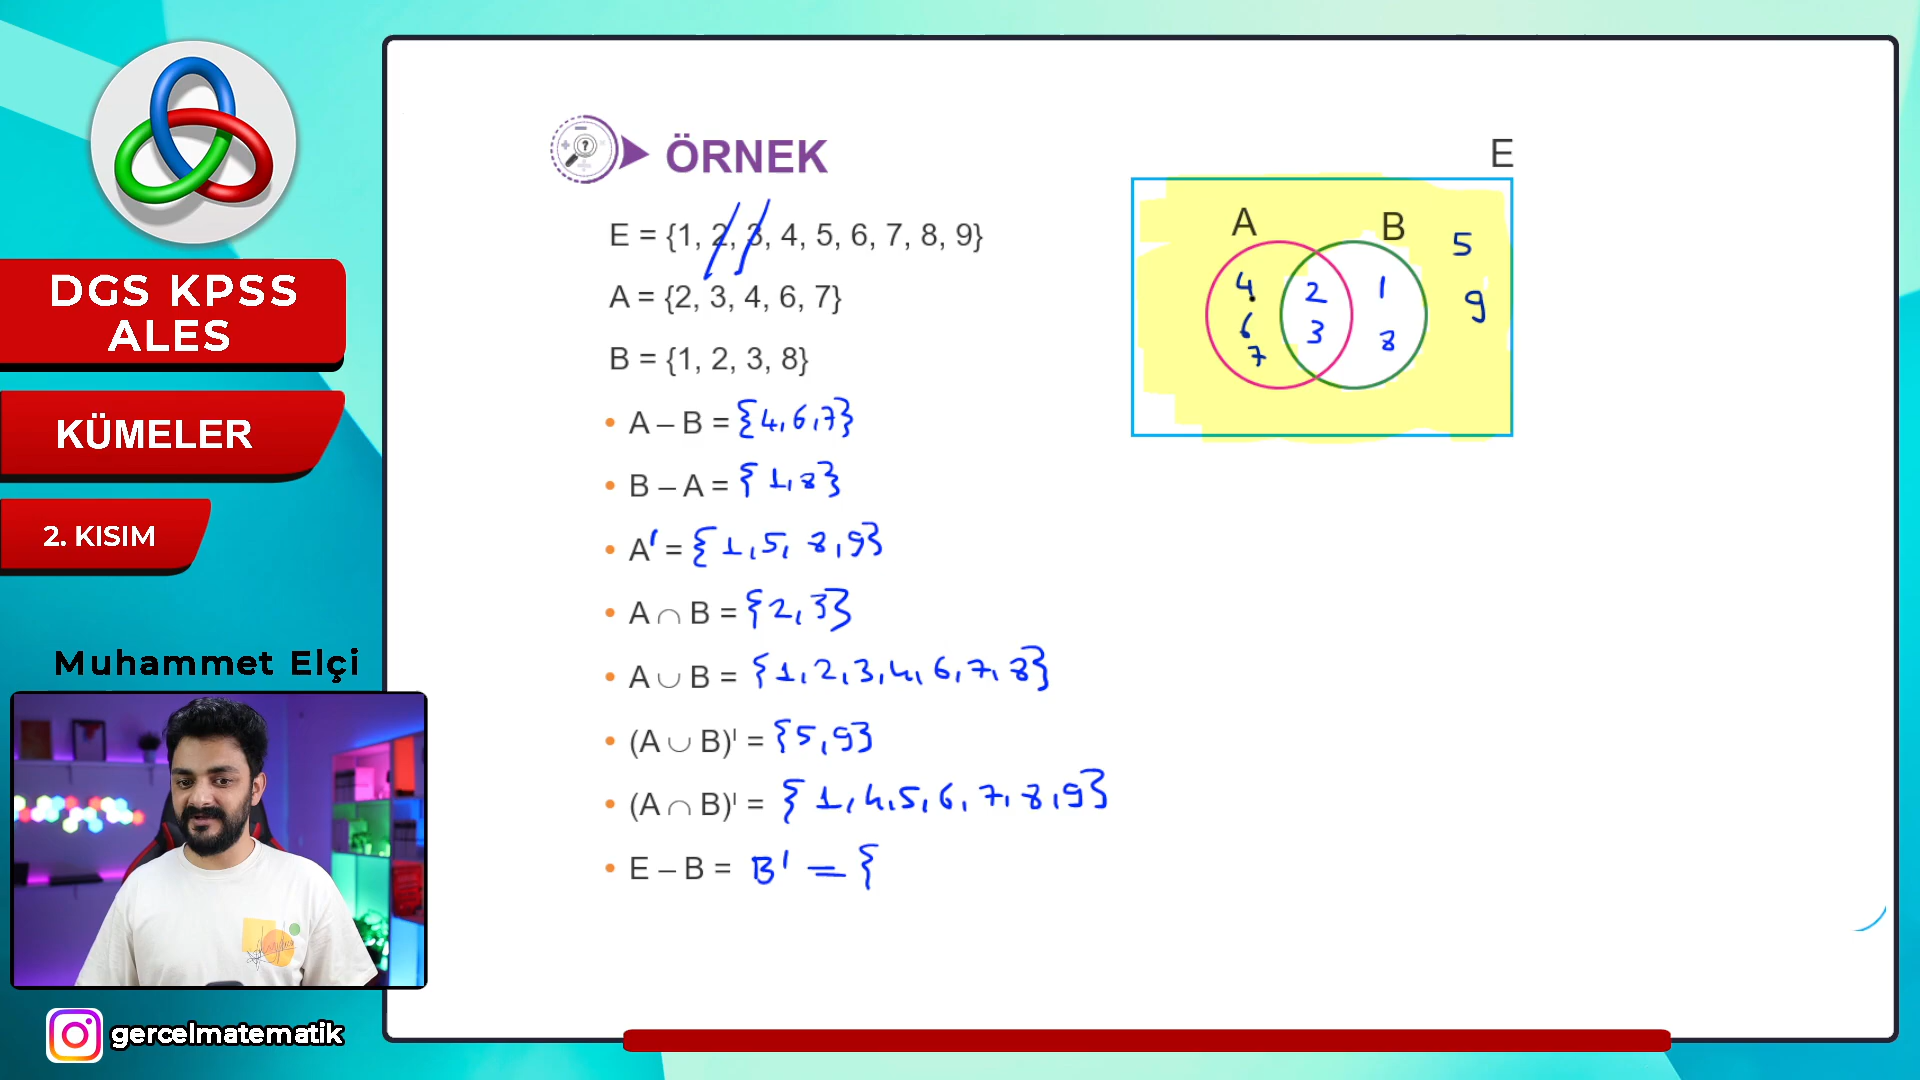 DGS KPSS
ALES
KÜMELER
2. KISIM
Muhammet Elçi
gercelmatematik
ÖRNEK
E = {1, 2, 3, 4, 5, 6, 7, 8, 9}
A = {2, 3, 4, 6, 7}
B = {1, 2, 3, 8}
• A – B = {4,6,7}
• B – A = {1,8}
• A' = {1,5,8,9}
• A ∩ B = {2,3}
• A ∪ B = {1,2,3,4,6,7,8}
• (A ∪ B)' = {5,9}
• (A ∩ B)' = {1,4,5,6,7,8,9}
• E – B = B' = {
E
A B 5
4 2 1 9
6 3 8
7